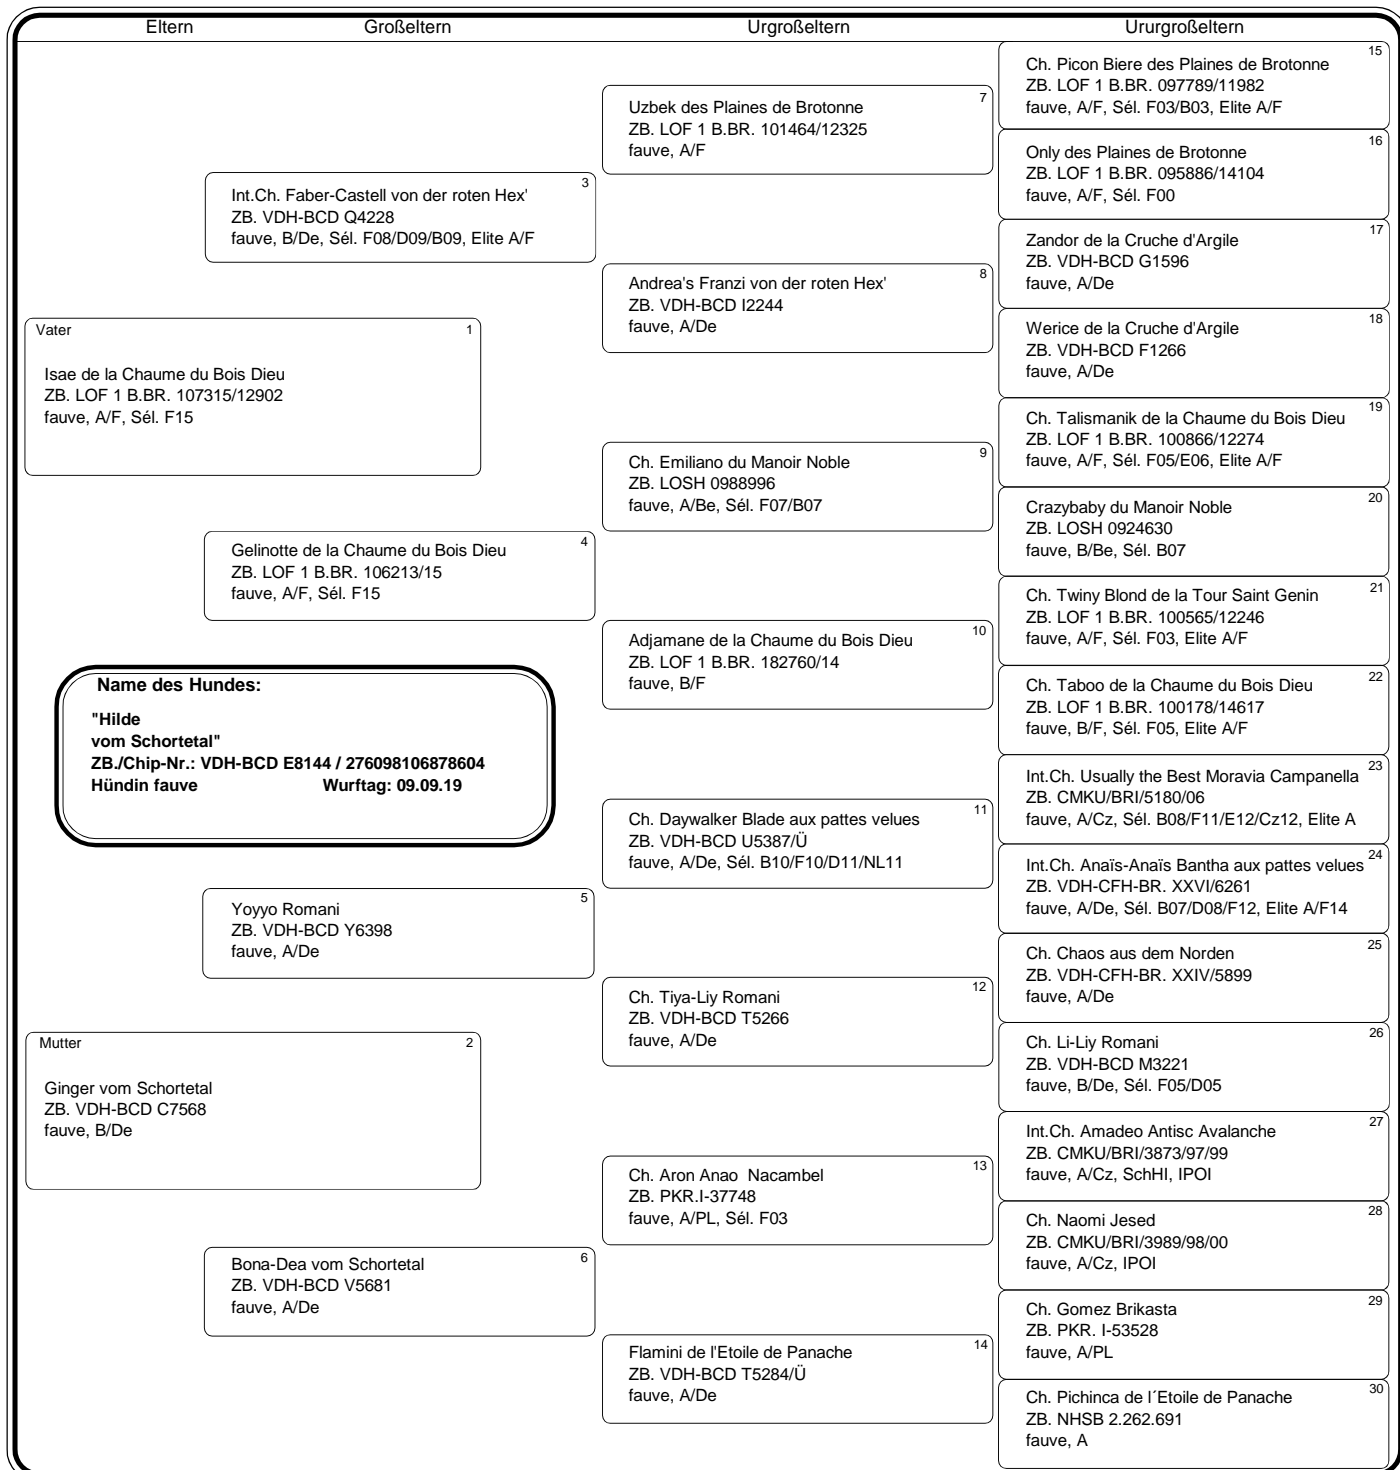 Eltern Großeltern Urgroßeltern Ururgroßeltern
Vater 1
Isae de la Chaume du Bois Dieu
ZB. LOF 1 B.BR. 107315/12902
fauve, A/F, Sél. F15
Name des Hundes:
"Hilde
vom Schortetal"
ZB./Chip-Nr.: VDH-BCD E8144 / 276098106878604
Hündin fauve Wurftag: 09.09.19
Mutter 2
Ginger vom Schortetal
ZB. VDH-BCD C7568
fauve, B/De
3
Int.Ch. Faber-Castell von der roten Hex'
ZB. VDH-BCD Q4228
fauve, B/De, Sél. F08/D09/B09, Elite A/F
4
Gelinotte de la Chaume du Bois Dieu
ZB. LOF 1 B.BR. 106213/15
fauve, A/F, Sél. F15
5
Yoyyo Romani
ZB. VDH-BCD Y6398
fauve, A/De
6
Bona-Dea vom Schortetal
ZB. VDH-BCD V5681
fauve, A/De
7
Uzbek des Plaines de Brotonne
ZB. LOF 1 B.BR. 101464/12325
fauve, A/F
8
Andrea's Franzi von der roten Hex'
ZB. VDH-BCD I2244
fauve, A/De
9
Ch. Emiliano du Manoir Noble
ZB. LOSH 0988996
fauve, A/Be, Sél. F07/B07
10
Adjamane de la Chaume du Bois Dieu
ZB. LOF 1 B.BR. 182760/14
fauve, B/F
11
Ch. Daywalker Blade aux pattes velues
ZB. VDH-BCD U5387/Ü
fauve, A/De, Sél. B10/F10/D11/NL11
12
Ch. Tiya-Liy Romani
ZB. VDH-BCD T5266
fauve, A/De
13
Ch. Aron Anao Nacambel
ZB. PKR.I-37748
fauve, A/PL, Sél. F03
14
Flamini de l'Etoile de Panache
ZB. VDH-BCD T5284/Ü
fauve, A/De
15
Ch. Picon Biere des Plaines de Brotonne
ZB. LOF 1 B.BR. 097789/11982
fauve, A/F, Sél. F03/B03, Elite A/F
16
Only des Plaines de Brotonne
ZB. LOF 1 B.BR. 095886/14104
fauve, A/F, Sél. F00
17
Zandor de la Cruche d'Argile
ZB. VDH-BCD G1596
fauve, A/De
18
Werice de la Cruche d'Argile
ZB. VDH-BCD F1266
fauve, A/De
19
Ch. Talismanik de la Chaume du Bois Dieu
ZB. LOF 1 B.BR. 100866/12274
fauve, A/F, Sél. F05/E06, Elite A/F
20
Crazybaby du Manoir Noble
ZB. LOSH 0924630
fauve, B/Be, Sél. B07
21
Ch. Twiny Blond de la Tour Saint Genin
ZB. LOF 1 B.BR. 100565/12246
fauve, A/F, Sél. F03, Elite A/F
22
Ch. Taboo de la Chaume du Bois Dieu
ZB. LOF 1 B.BR. 100178/14617
fauve, B/F, Sél. F05, Elite A/F
23
Int.Ch. Usually the Best Moravia Campanella
ZB. CMKU/BRI/5180/06
fauve, A/Cz, Sél. B08/F11/E12/Cz12, Elite A
24
Int.Ch. Anaïs-Anaïs Bantha aux pattes velues
ZB. VDH-CFH-BR. XXVI/6261
fauve, A/De, Sél. B07/D08/F12, Elite A/F14
25
Ch. Chaos aus dem Norden
ZB. VDH-CFH-BR. XXIV/5899
fauve, A/De
26
Ch. Li-Liy Romani
ZB. VDH-BCD M3221
fauve, B/De, Sél. F05/D05
27
Int.Ch. Amadeo Antisc Avalanche
ZB. CMKU/BRI/3873/97/99
fauve, A/Cz, SchHI, IPOI
28
Ch. Naomi Jesed
ZB. CMKU/BRI/3989/98/00
fauve, A/Cz, IPOI
29
Ch. Gomez Brikasta
ZB. PKR. I-53528
fauve, A/PL
30
Ch. Pichinca de l´Etoile de Panache
ZB. NHSB 2.262.691
fauve, A